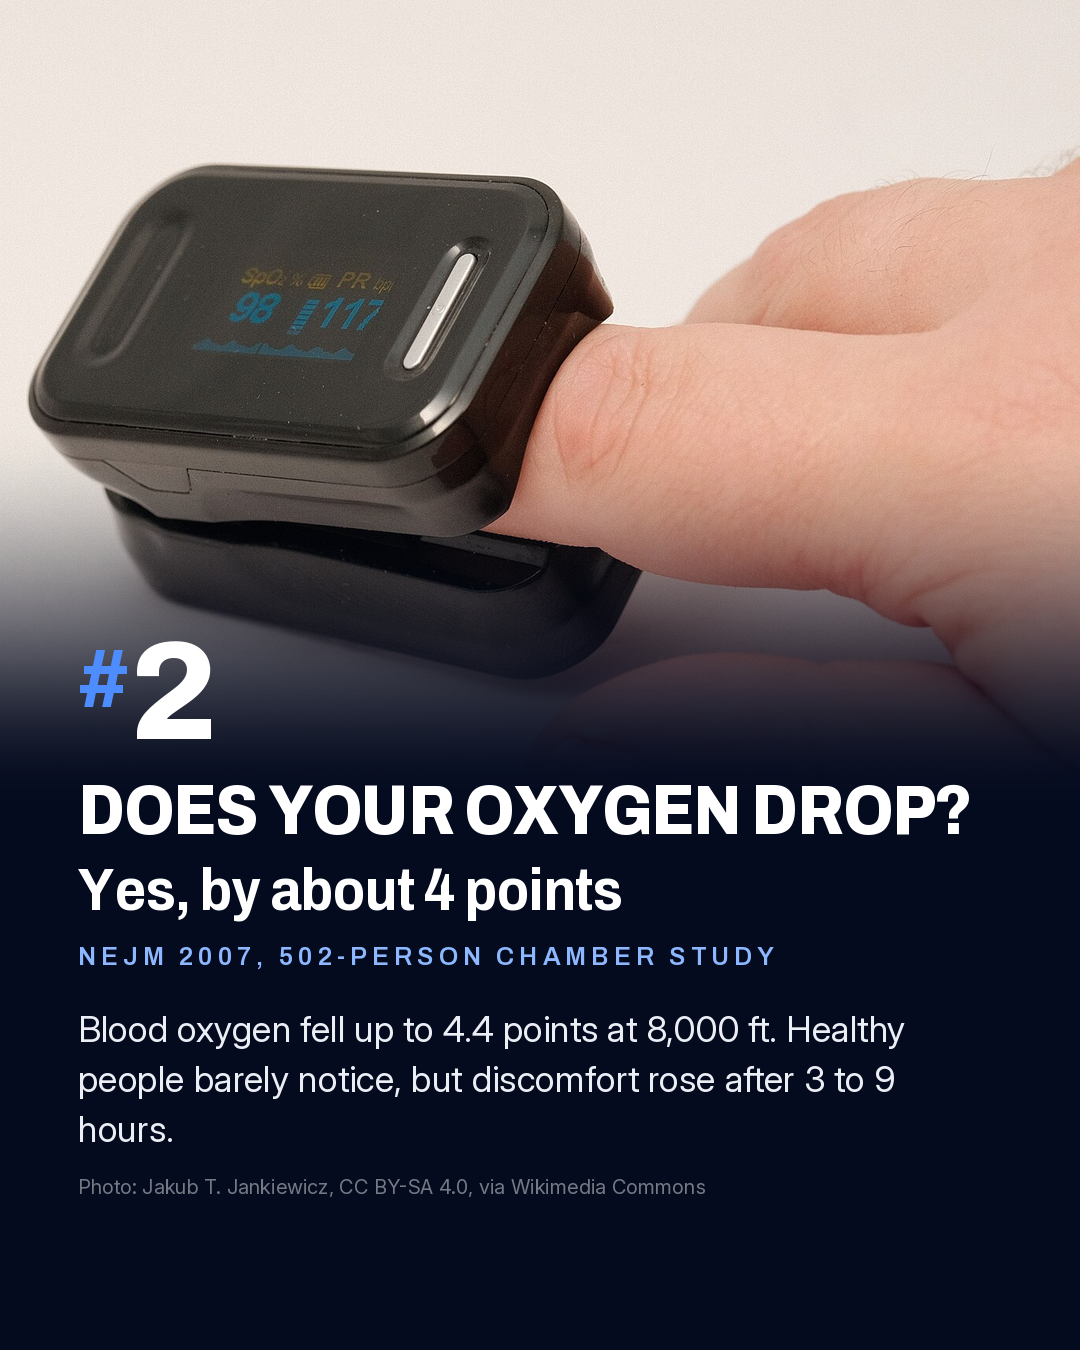 SpO₂ % PR bpm
98 117
#2
DOES YOUR OXYGEN DROP?
Yes, by about 4 points
NEJM 2007, 502-PERSON CHAMBER STUDY
Blood oxygen fell up to 4.4 points at 8,000 ft. Healthy
people barely notice, but discomfort rose after 3 to 9
hours.
Photo: Jakub T. Jankiewicz, CC BY-SA 4.0, via Wikimedia Commons